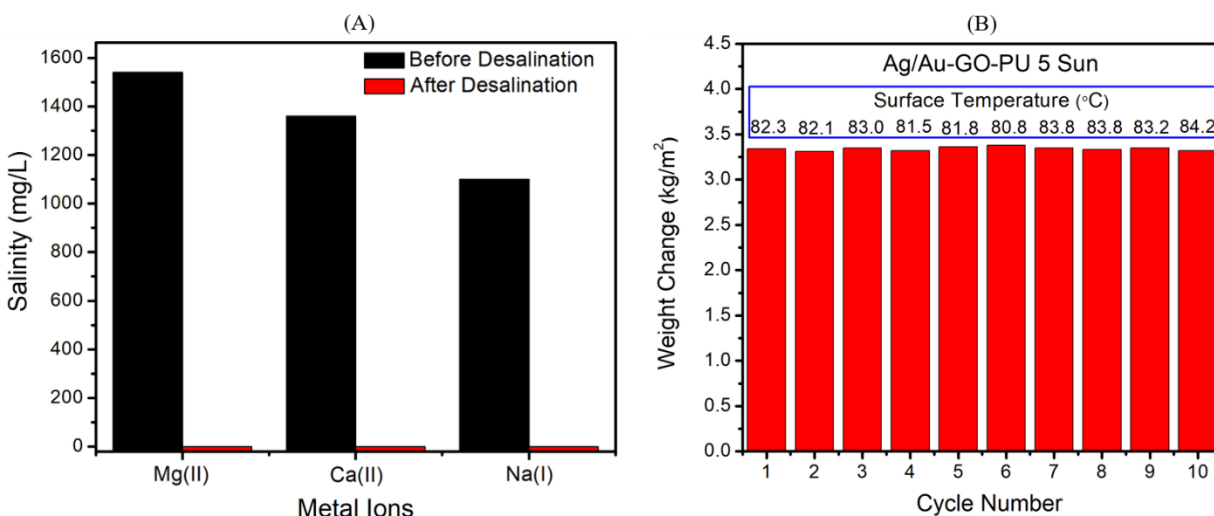 (A)
Salinity (mg/L)
1600
1400
1200
1000
800
600
400
200
0
Before Desalination
After Desalination
Mg(II) Ca(II) Na(I)
Metal Ions
(B)
Weight Change (kg/m²)
4.5
4.0
3.5
3.0
2.5
2.0
1.5
1.0
0.5
0.0
Ag/Au-GO-PU 5 Sun
Surface Temperature (°C)
82.3 82.1 83.0 81.5 81.8 80.8 83.8 83.8 83.2 84.2
1 2 3 4 5 6 7 8 9 10
Cycle Number